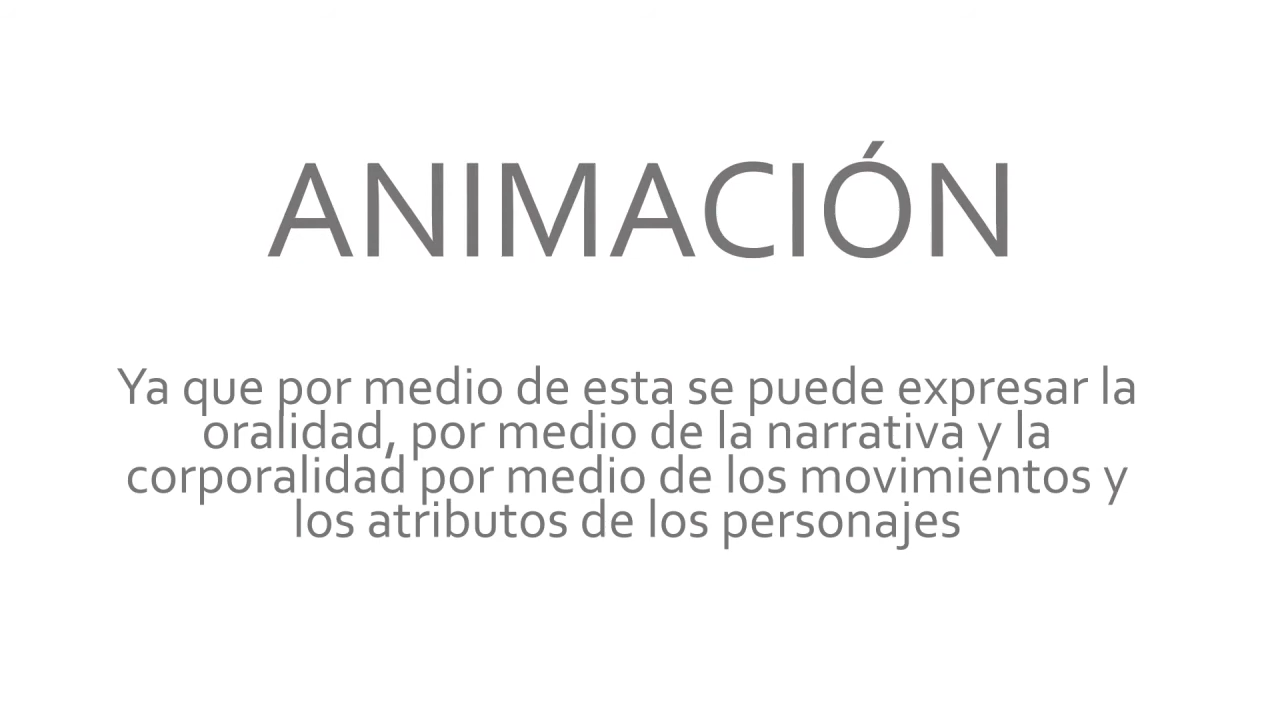 ANIMACIÓN
Ya que por medio de esta se puede expresar la
oralidad, por medio de la narrativa y la
corporalidad por medio de los movimientos y
los atributos de los personajes